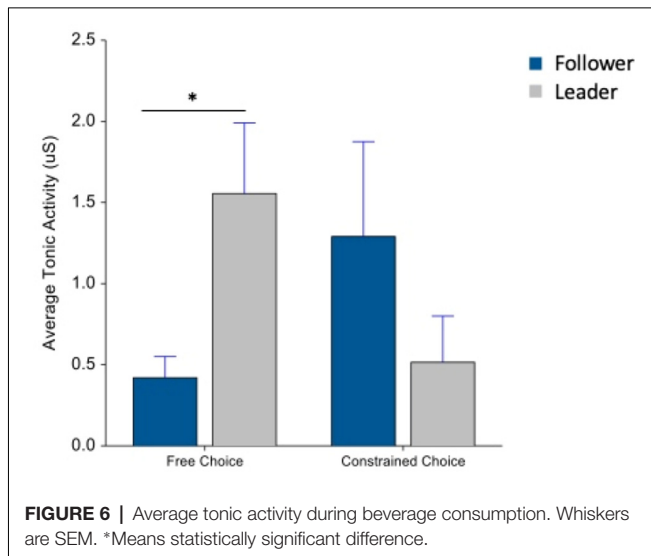 2.5
Follower
Leader
*
2.0
1.5
1.0
0.5
0.0
Average Tonic Activity (uS)
Free Choice
Constrained Choice
FIGURE 6 | Average tonic activity during beverage consumption. Whiskers
are SEM. *Means statistically significant difference.